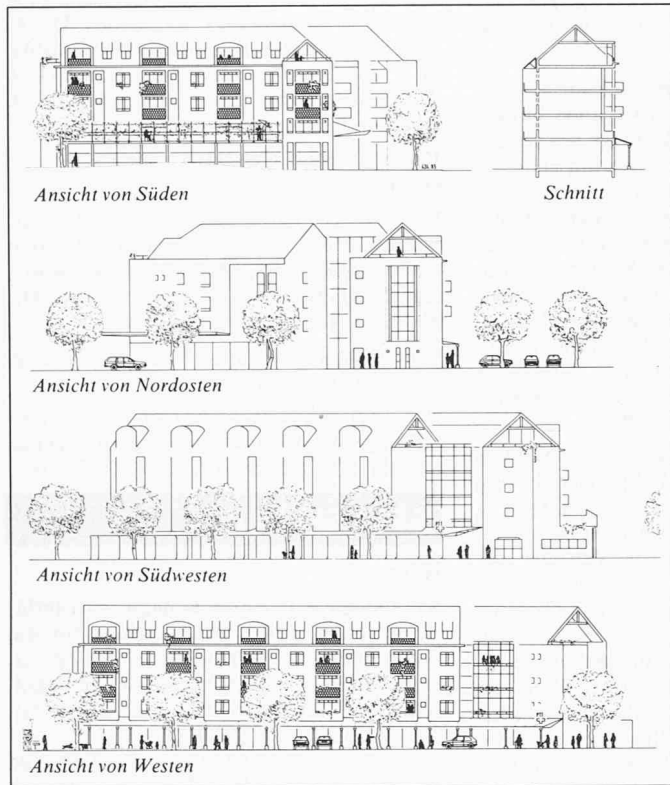 Ansicht von Süden
Schnitt
Ansicht von Nordosten
Ansicht von Südwesten
Ansicht von Westen